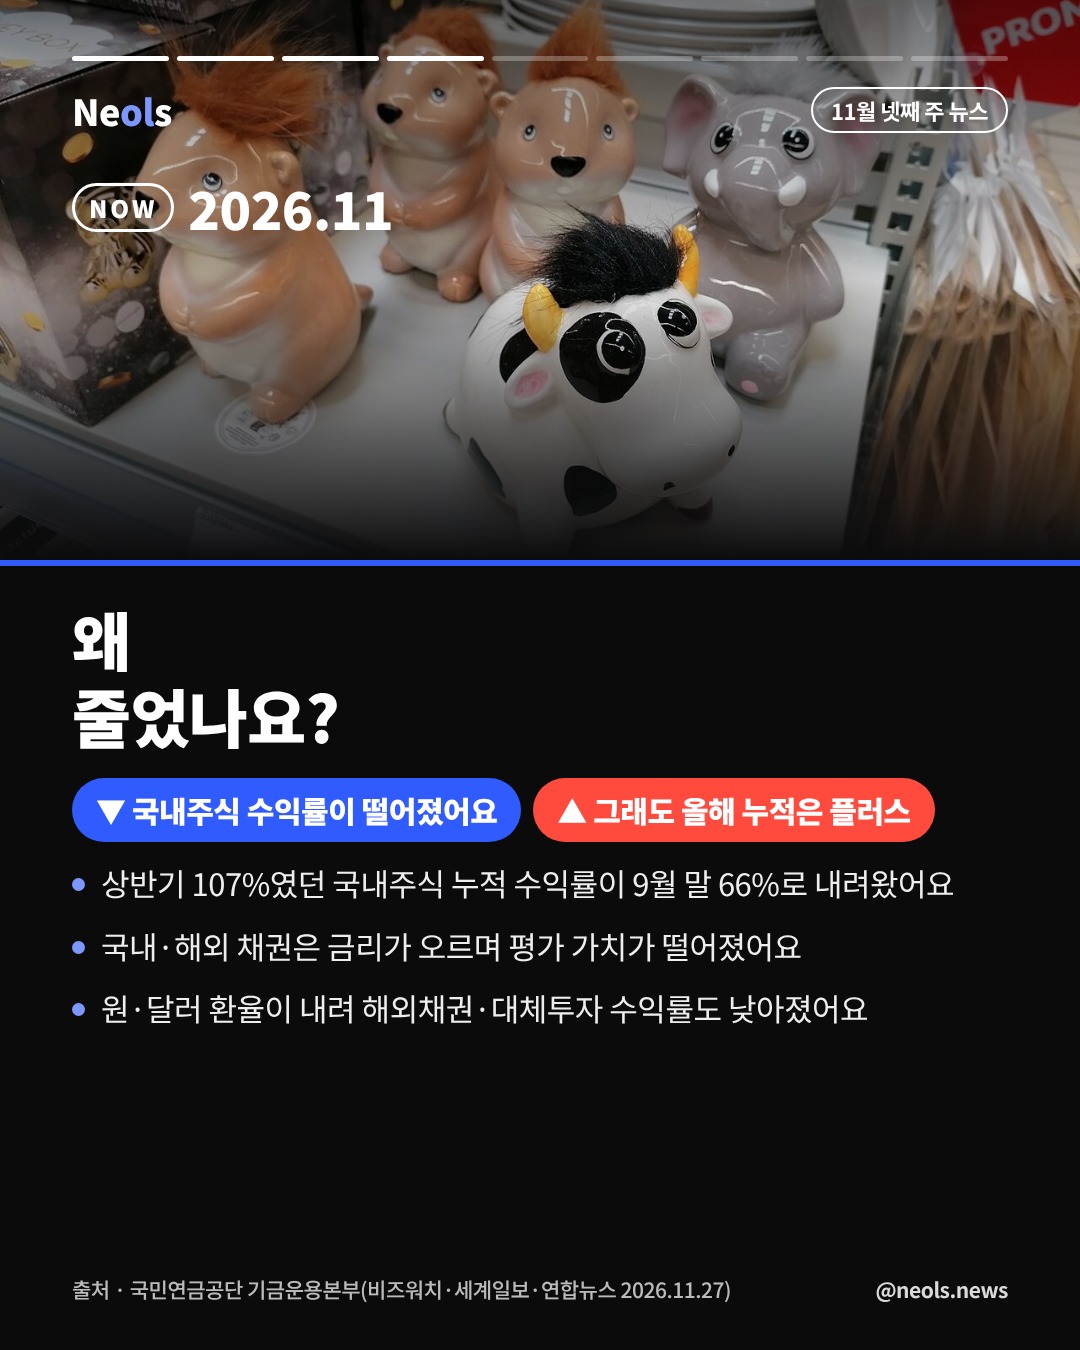 Neols
11월 넷째 주 뉴스
NOW 2026.11
PRON
왜
줄었나요?
▼ 국내주식 수익률이 떨어졌어요
▲ 그래도 올해 누적은 플러스
• 상반기 107%였던 국내주식 누적 수익률이 9월 말 66%로 내려왔어요
• 국내·해외 채권은 금리가 오르며 평가 가치가 떨어졌어요
• 원·달러 환율이 내려 해외채권·대체투자 수익률도 낮아졌어요
출처 · 국민연금공단 기금운용본부(비즈워치·세계일보·연합뉴스 2026.11.27)
@neols.news